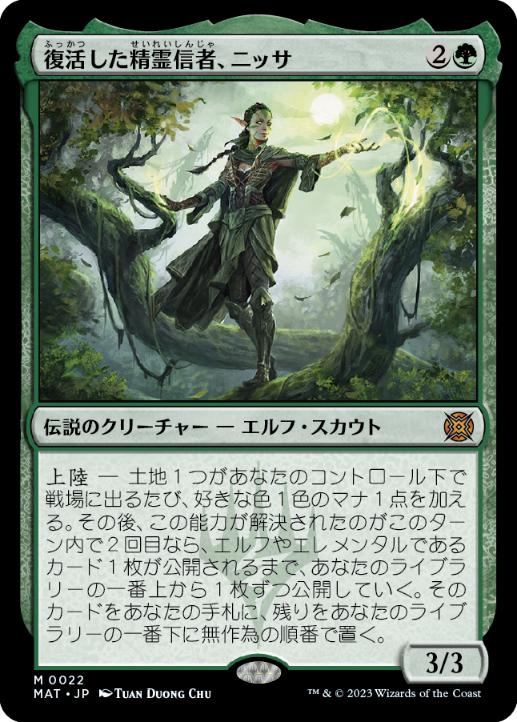 ふっかつ せいれいしんじゃ
復活した精霊信者、ニッサ 2
伝説のクリーチャー — エルフ・スカウト
上陸 — 土地1つがあなたのコントロール下で
戦場に出るたび、好きな色1色のマナ1点を加え
る。その後、この能力が解決されたのがこのター
ン内で2回目なら、エルフやエレメンタルである
カード1枚が公開されるまで、あなたのライブラ
リーの一番上から1枚ずつ公開していく。その
カードをあなたの手札に、残りをあなたのライブ
ラリーの一番下に無作為の順番で置く。
3/3
M 0022
MAT • JP Tuan Duong Chu
™ & © 2023 Wizards of the Coast